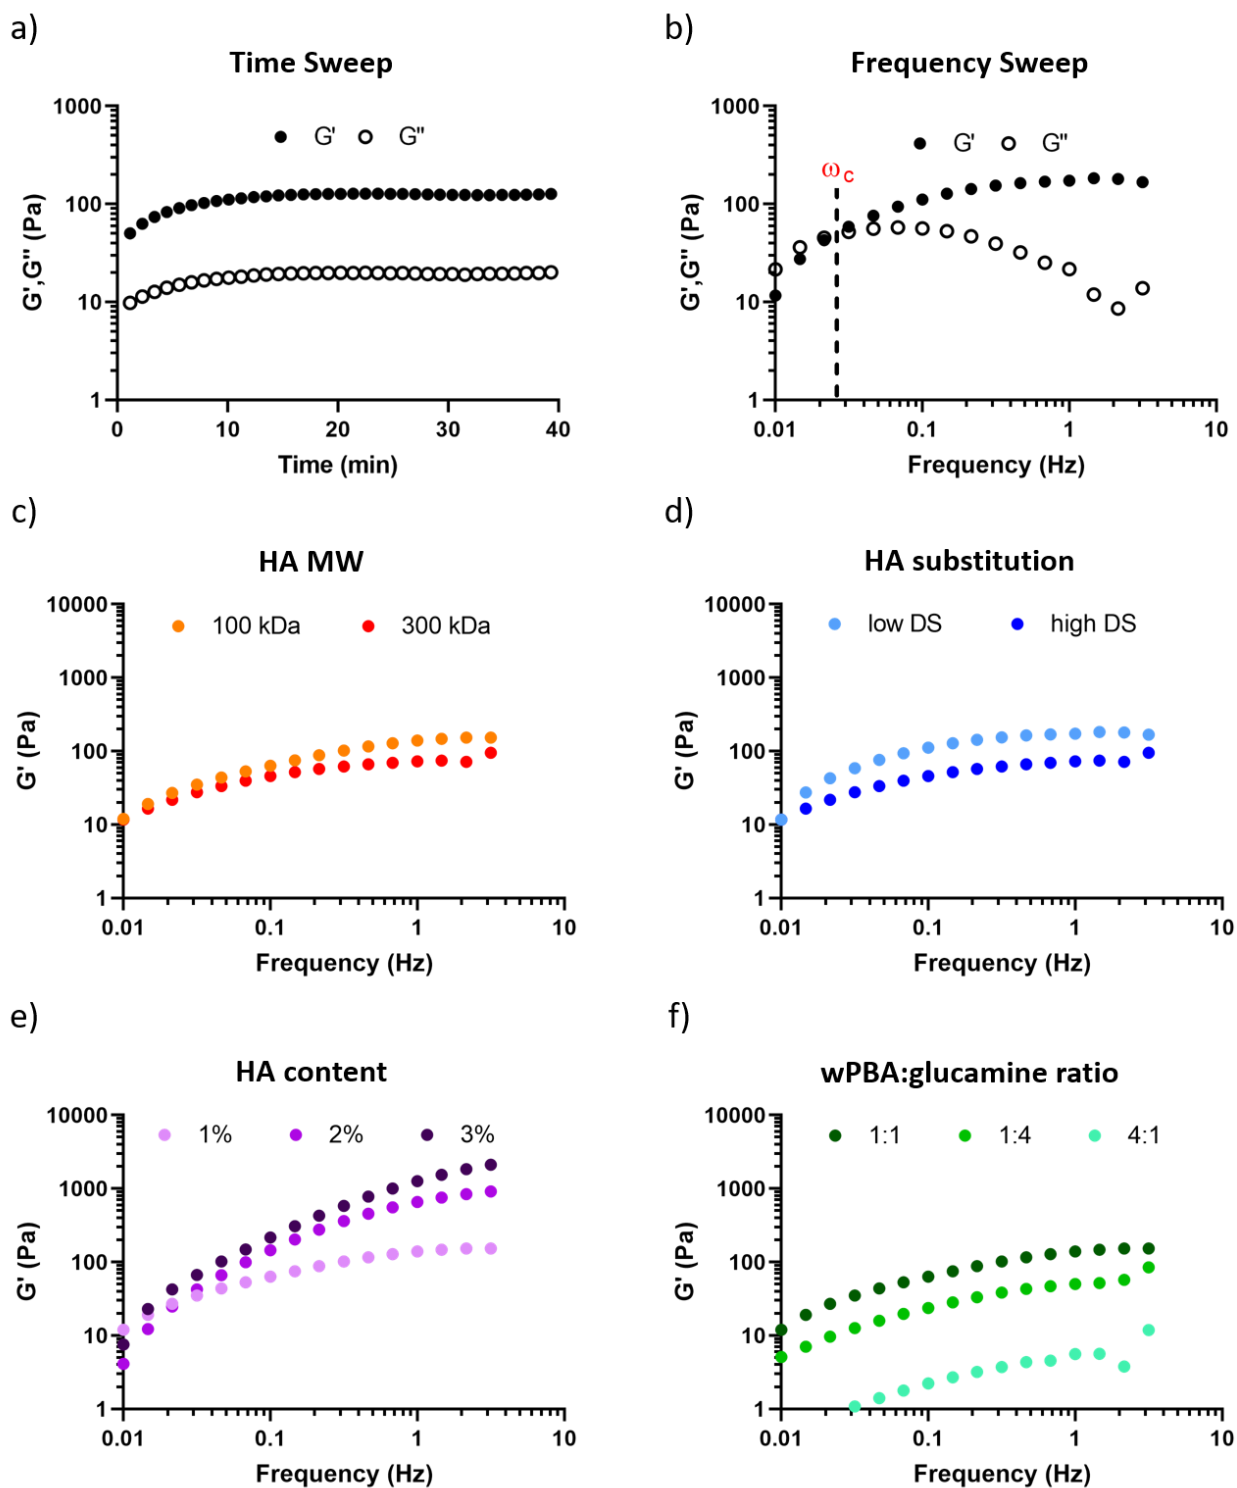 a)
Time Sweep
G' G"
1000
100
10
1
G',G" (Pa)
0 10 20 30 40
Time (min)
b)
Frequency Sweep
G' G"
ωc
1000
100
10
1
G',G" (Pa)
0.01 0.1 1 10
Frequency (Hz)
c)
HA MW
100 kDa 300 kDa
10000
1000
100
10
1
G' (Pa)
0.01 0.1 1 10
Frequency (Hz)
d)
HA substitution
low DS high DS
10000
1000
100
10
1
G' (Pa)
0.01 0.1 1 10
Frequency (Hz)
e)
HA content
1% 2% 3%
10000
1000
100
10
1
G' (Pa)
0.01 0.1 1 10
Frequency (Hz)
f)
wPBA:glucamine ratio
1:1 1:4 4:1
10000
1000
100
10
1
G' (Pa)
0.01 0.1 1 10
Frequency (Hz)